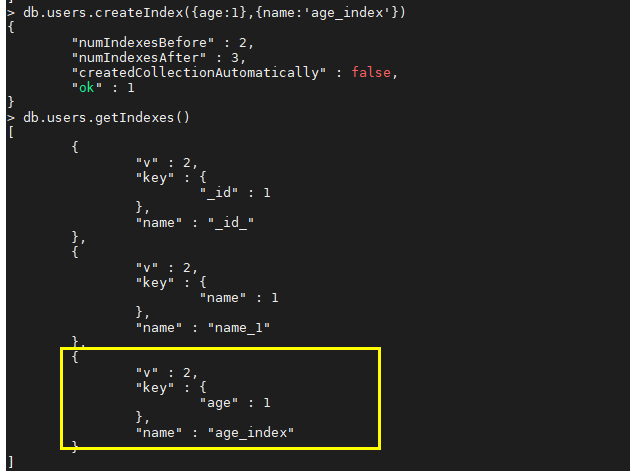 > db.users.createIndex({age:1},{name:'age_index'})
{
"numIndexesBefore" : 2,
"numIndexesAfter" : 3,
"createdCollectionAutomatically" : false,
"ok" : 1
}
> db.users.getIndexes()
[
{
"v" : 2,
"key" : {
"_id" : 1
},
"name" : "_id_"
},
{
"v" : 2,
"key" : {
"name" : 1
},
"name" : "name_1"
},
{
"v" : 2,
"key" : {
"age" : 1
},
"name" : "age_index"
}
]